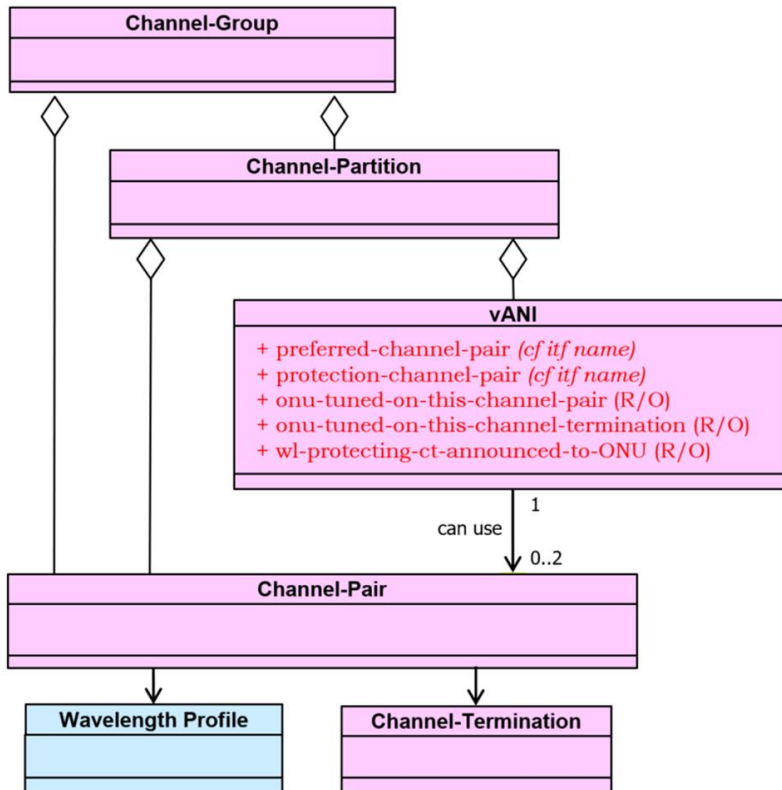 Channel-Group
Channel-Partition
vANI
+ preferred-channel-pair (cf itf name)
+ protection-channel-pair (cf itf name)
+ onu-tuned-on-this-channel-pair (R/O)
+ onu-tuned-on-this-channel-termination (R/O)
+ wl-protecting-ct-announced-to-ONU (R/O)
1
can use
0..2
Channel-Pair
Wavelength Profile
Channel-Termination